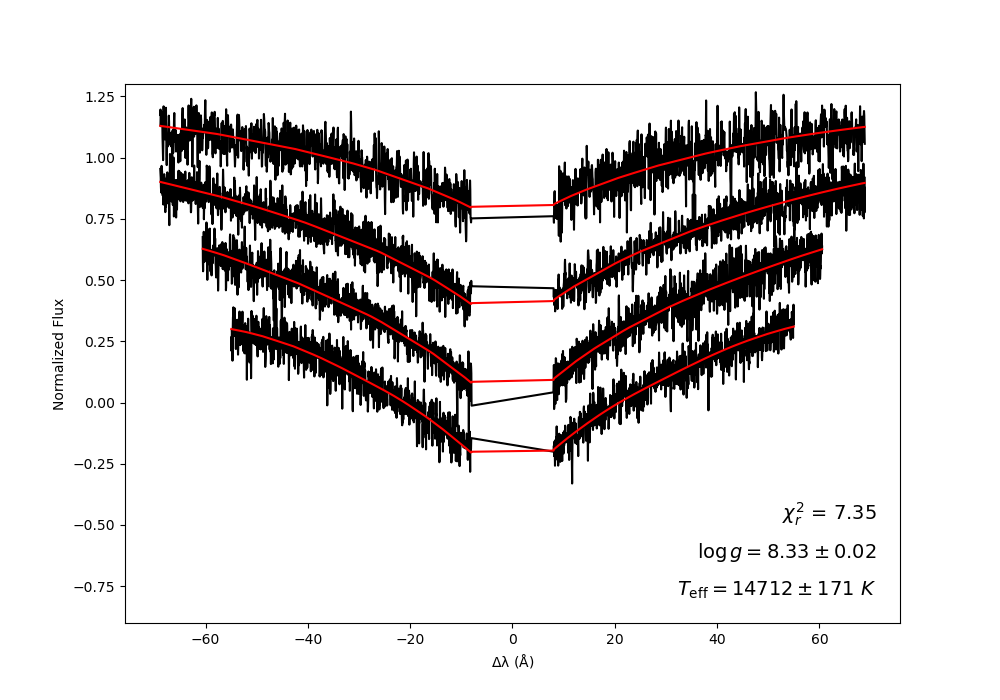 1.25
1.00
0.75
0.50
0.25
0.00
−0.25
−0.50
−0.75
Normalized Flux
χ²ᵣ = 7.35
log g = 8.33 ± 0.02
T_eff = 14712 ± 171 K
−60 −40 −20 0 20 40 60
Δλ (Å)